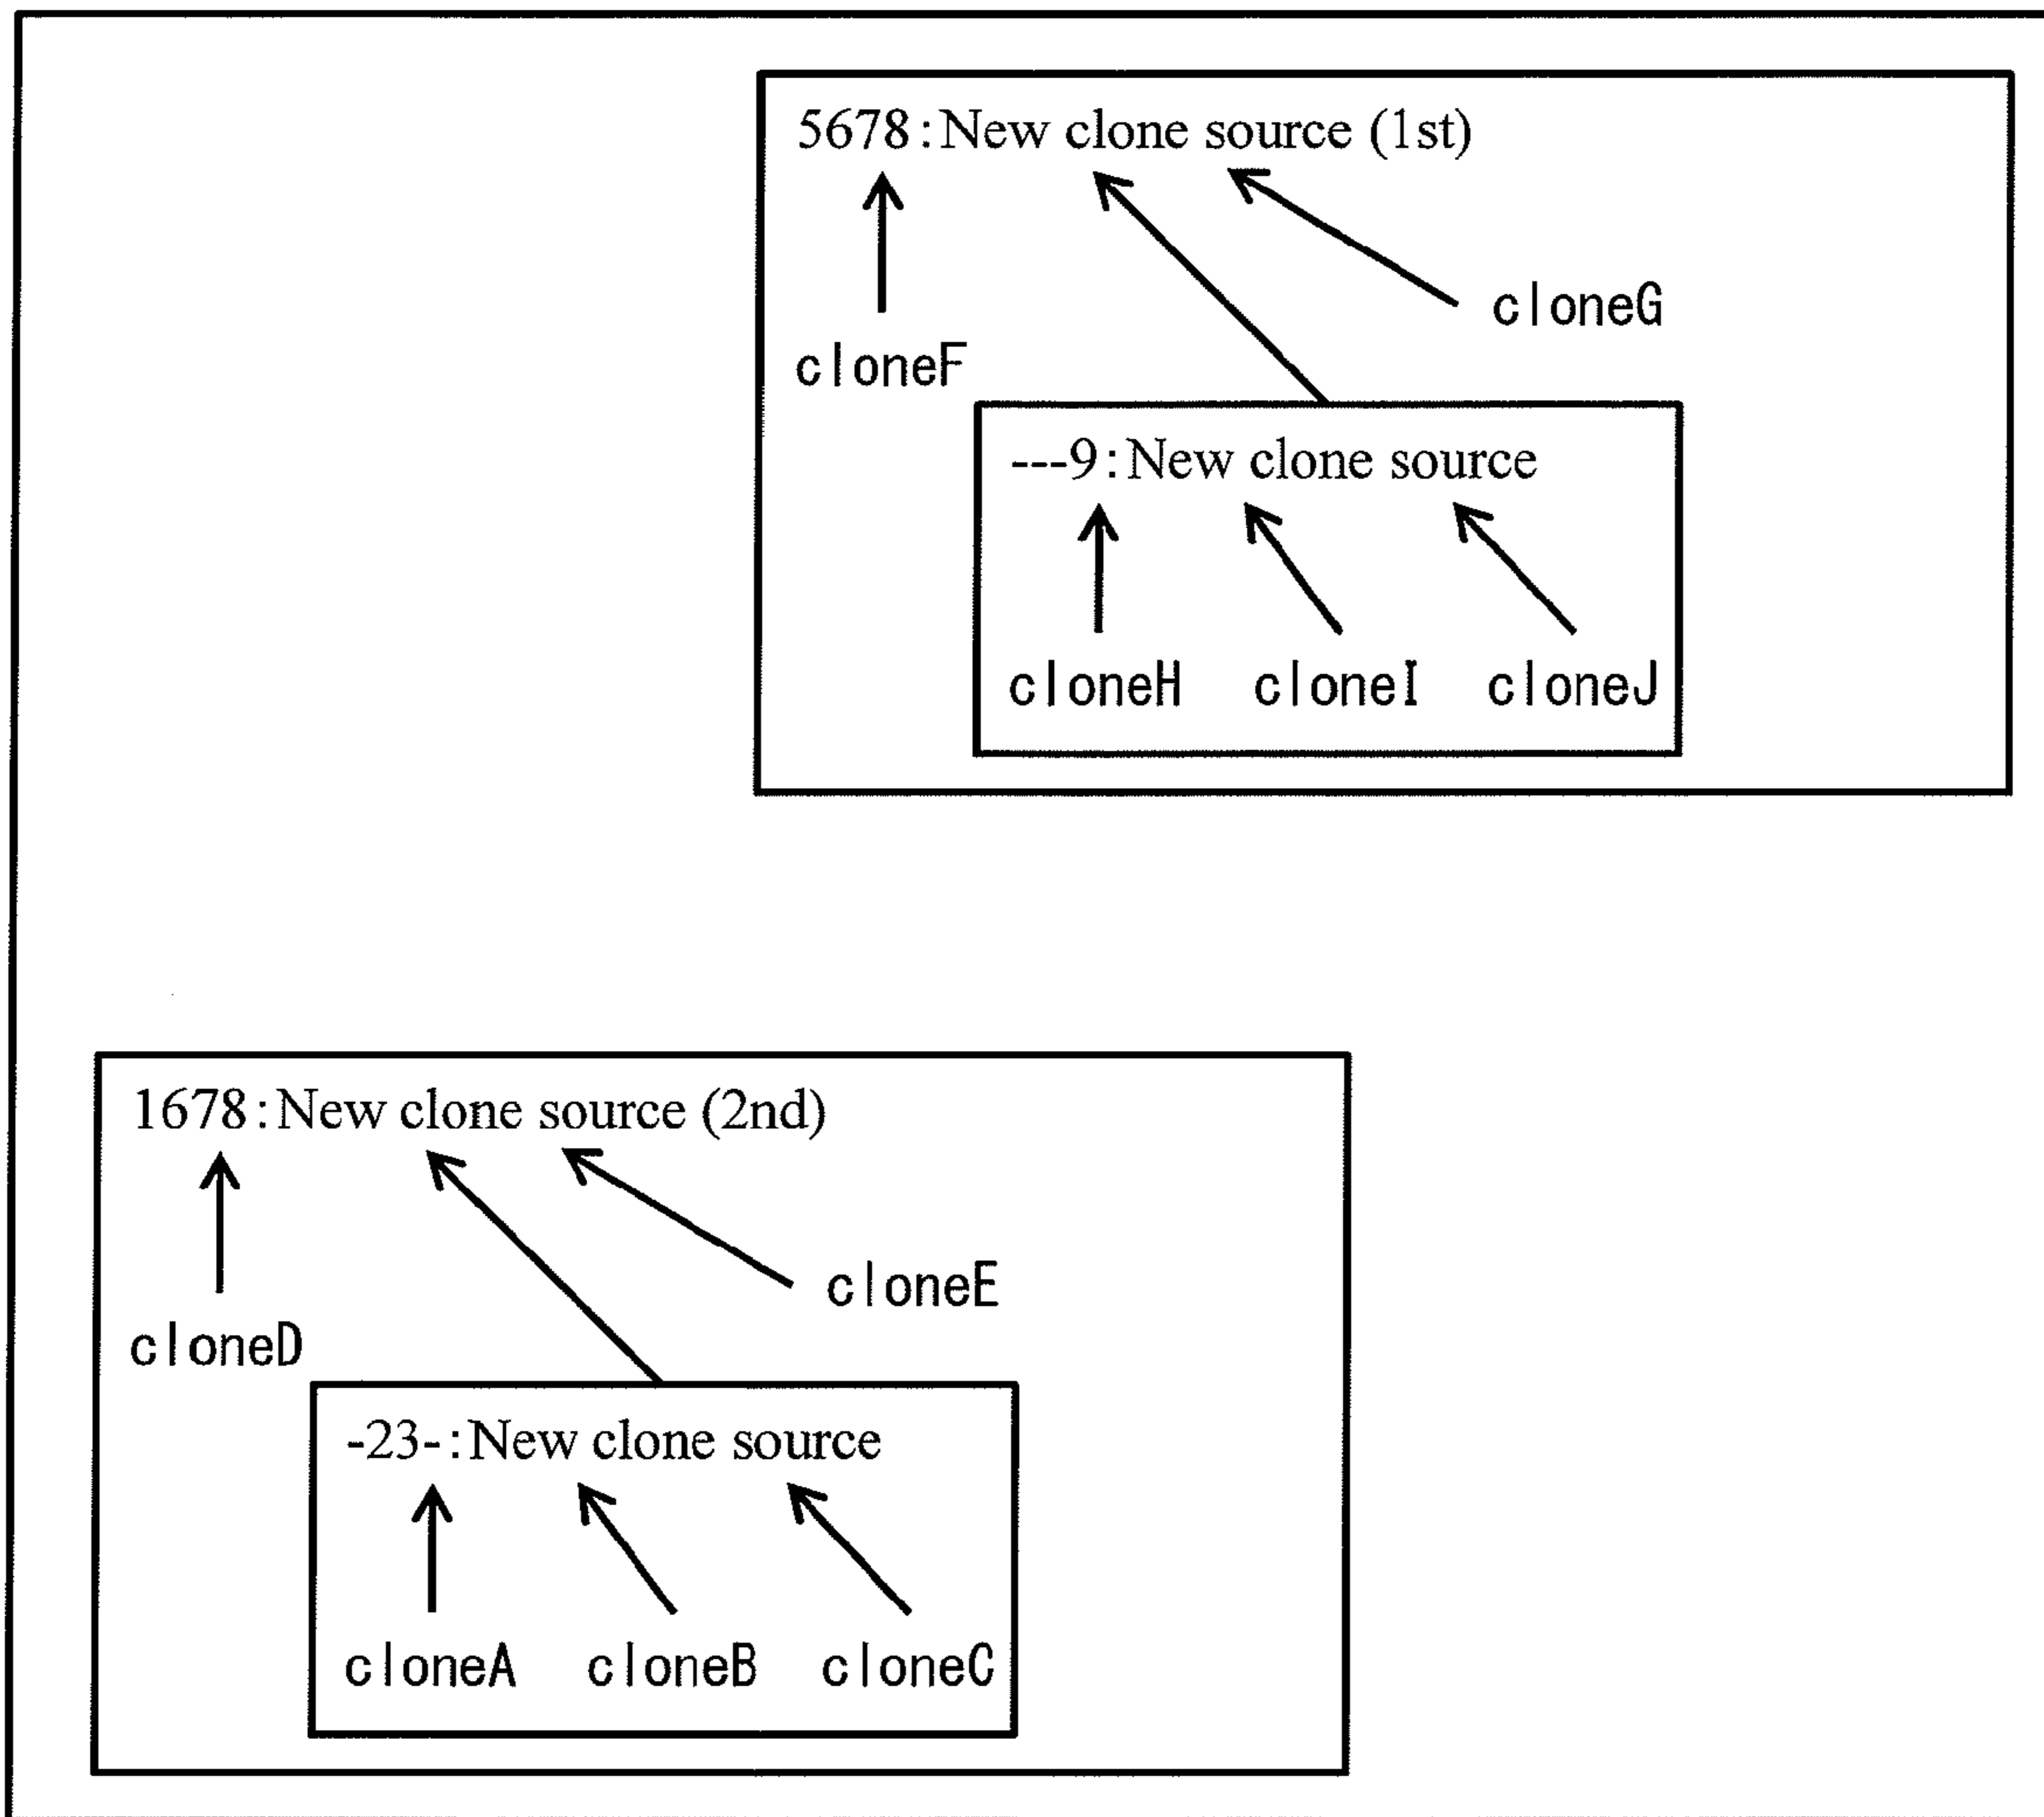 5678:New clone source (1st)
cloneG
cloneF
---9:New clone source
cloneH cloneI cloneJ
1678:New clone source (2nd)
cloneE
cloneD
-23-:New clone source
cloneA cloneB cloneC